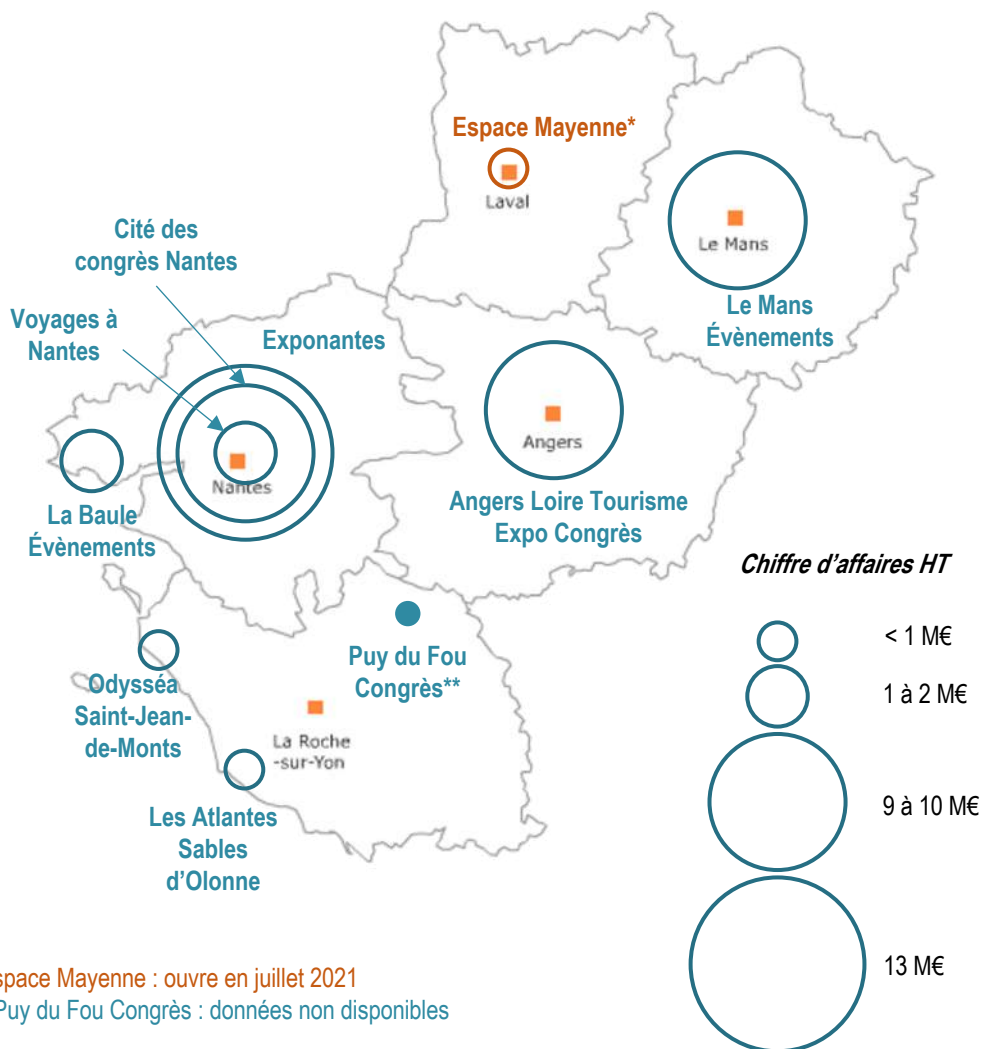 Espace Mayenne*
Laval
Le Mans
Le Mans
Évènements
Cité des
congrès Nantes
Voyages à
Nantes
Exponantes
Nantes
La Baule
Évènements
Angers
Angers Loire Tourisme
Expo Congrès
Puy du Fou
Congrès**
Odysséa
Saint-Jean-
de-Monts
La Roche
-sur-Yon
Les Atlantes
Sables
d'Olonne
Chiffre d'affaires HT
< 1 M€
1 à 2 M€
9 à 10 M€
13 M€
space Mayenne : ouvre en juillet 2021
Puy du Fou Congrès : données non disponibles